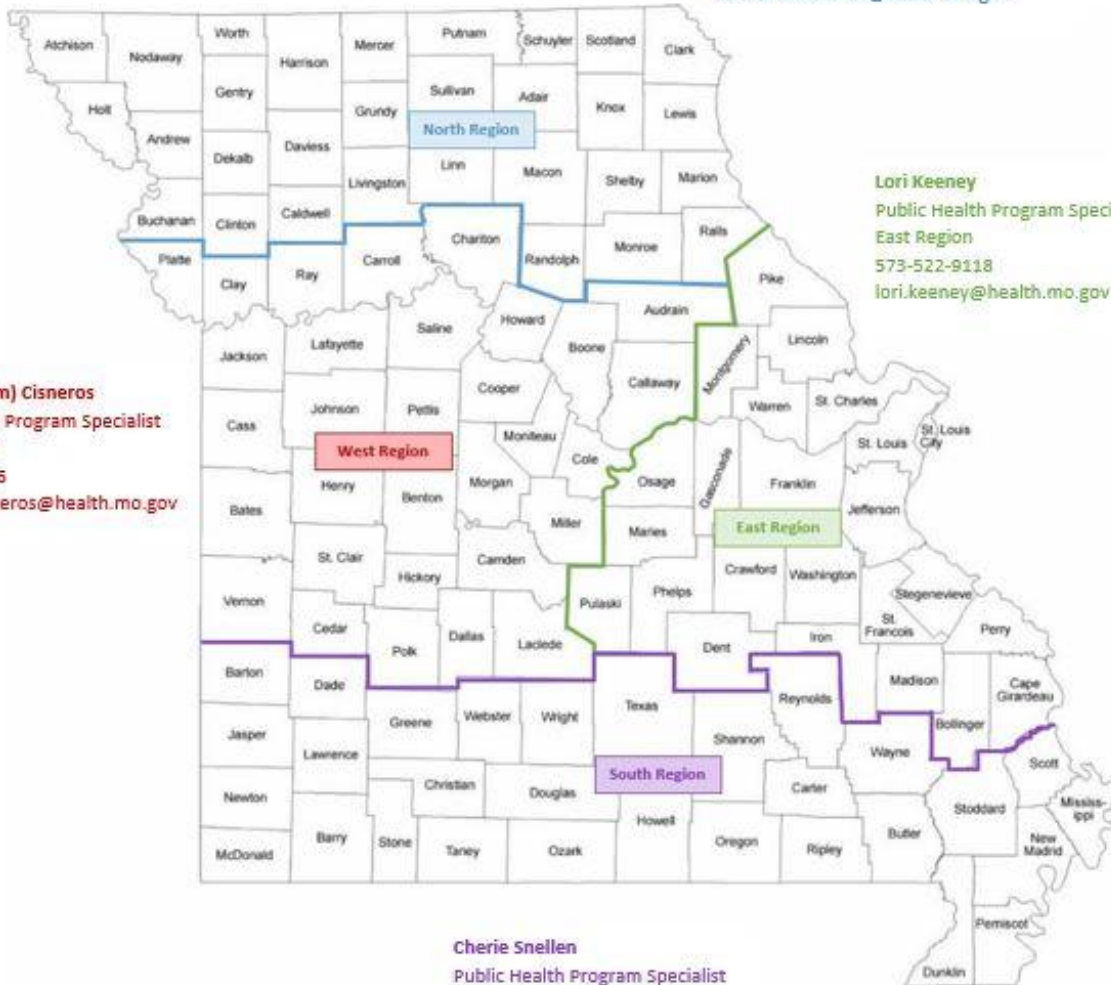 Atchison
Nodaway
Worth
Harrison
Mercer
Putnam
Schuyler
Scotland
Clark
Gentry
Sullivan
Adair
Knox
Lewis
Holt
Andrew
Dekalb
Daviess
Grundy
North Region
Linn
Macon
Shelby
Marion
Livingston
Buchanan
Clinton
Caldwell
Chariton
Randolph
Monroe
Ralls
Platte
Clay
Ray
Carroll
Pike
Lori Keeney
Public Health Program Speci
East Region
573-522-9118
lori.keeney@health.mo.gov
Howard
Audrain
Saline
Boone
Lincoln
Jackson
Lafayette
Callaway
Montgomery
Warren
St. Charles
m) Cisneros
Program Specialist
eros@health.mo.gov
Cooper
Johnson
Pettis
Cass
Moniteau
St. Louis
St. Louis
City
West Region
Cole
Osage
Gasconade
Franklin
Henry
Benton
Morgan
Jefferson
Bates
Miller
Maries
East Region
St. Clair
Camden
Hickory
Crawford
Washington
Phelps
Pulaski
Stegenevieve
Vernon
Cedar
Polk
Dallas
Laclede
Dent
Iron
St.
Francois
Perry
Barton
Dade
Madison
Cape
Girardeau
Reynolds
Texas
Greene
Webster
Wright
Bollinger
Jasper
Shannon
Wayne
Lawrence
South Region
Scott
Christian
Douglas
Carter
Newton
Stoddard
Mississ-
ippi
Howell
Butler
New
Madrid
Barry
Stone
Taney
Ozark
Oregon
Ripley
McDonald
Pemiscot
Dunklin
Cherie Snellen
Public Health Program Specialist